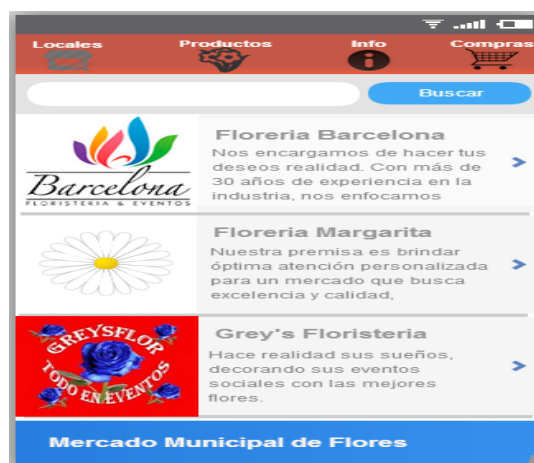 Locales Productos Info Compras
Buscar
Barcelona
FLORISTERIA & EVENTOS
Floreria Barcelona
Nos encargamos de hacer tus
deseos realidad. Con más de
30 años de experiencia en la
industria, nos enfocamos
Floreria Margarita
Nuestra premisa es brindar
óptima atención personalizada
para un mercado que busca
excelencia y calidad,
GREYSFLOR
TODO EN EVENTOS
Grey's Floristeria
Hace realidad sus sueños,
decorando sus eventos
sociales con las mejores
flores.
Mercado Municipal de Flores